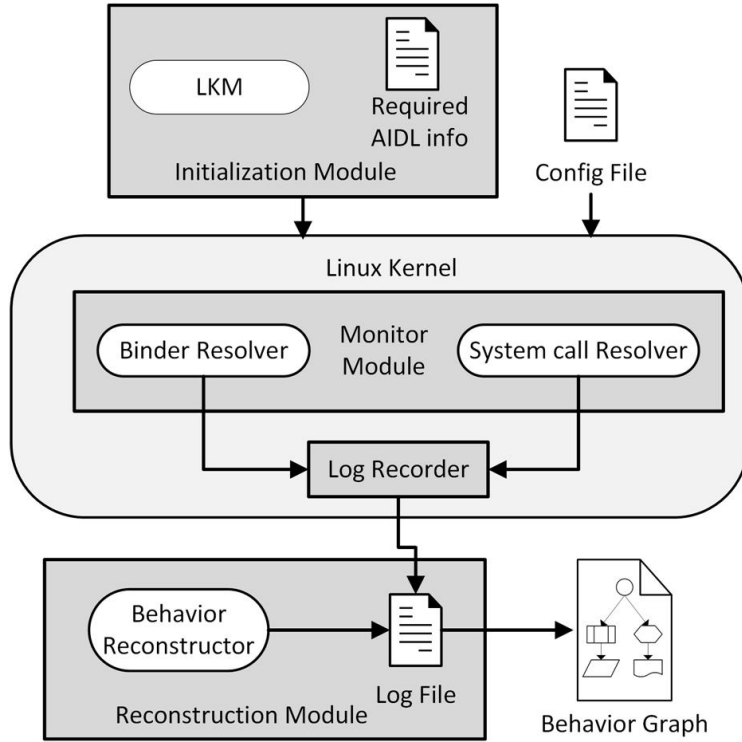 LKM
Required
AIDL info
Initialization Module
Config File
Linux Kernel
Binder Resolver
Monitor
Module
System call Resolver
Log Recorder
Behavior
Reconstructor
Log File
Reconstruction Module
Behavior Graph